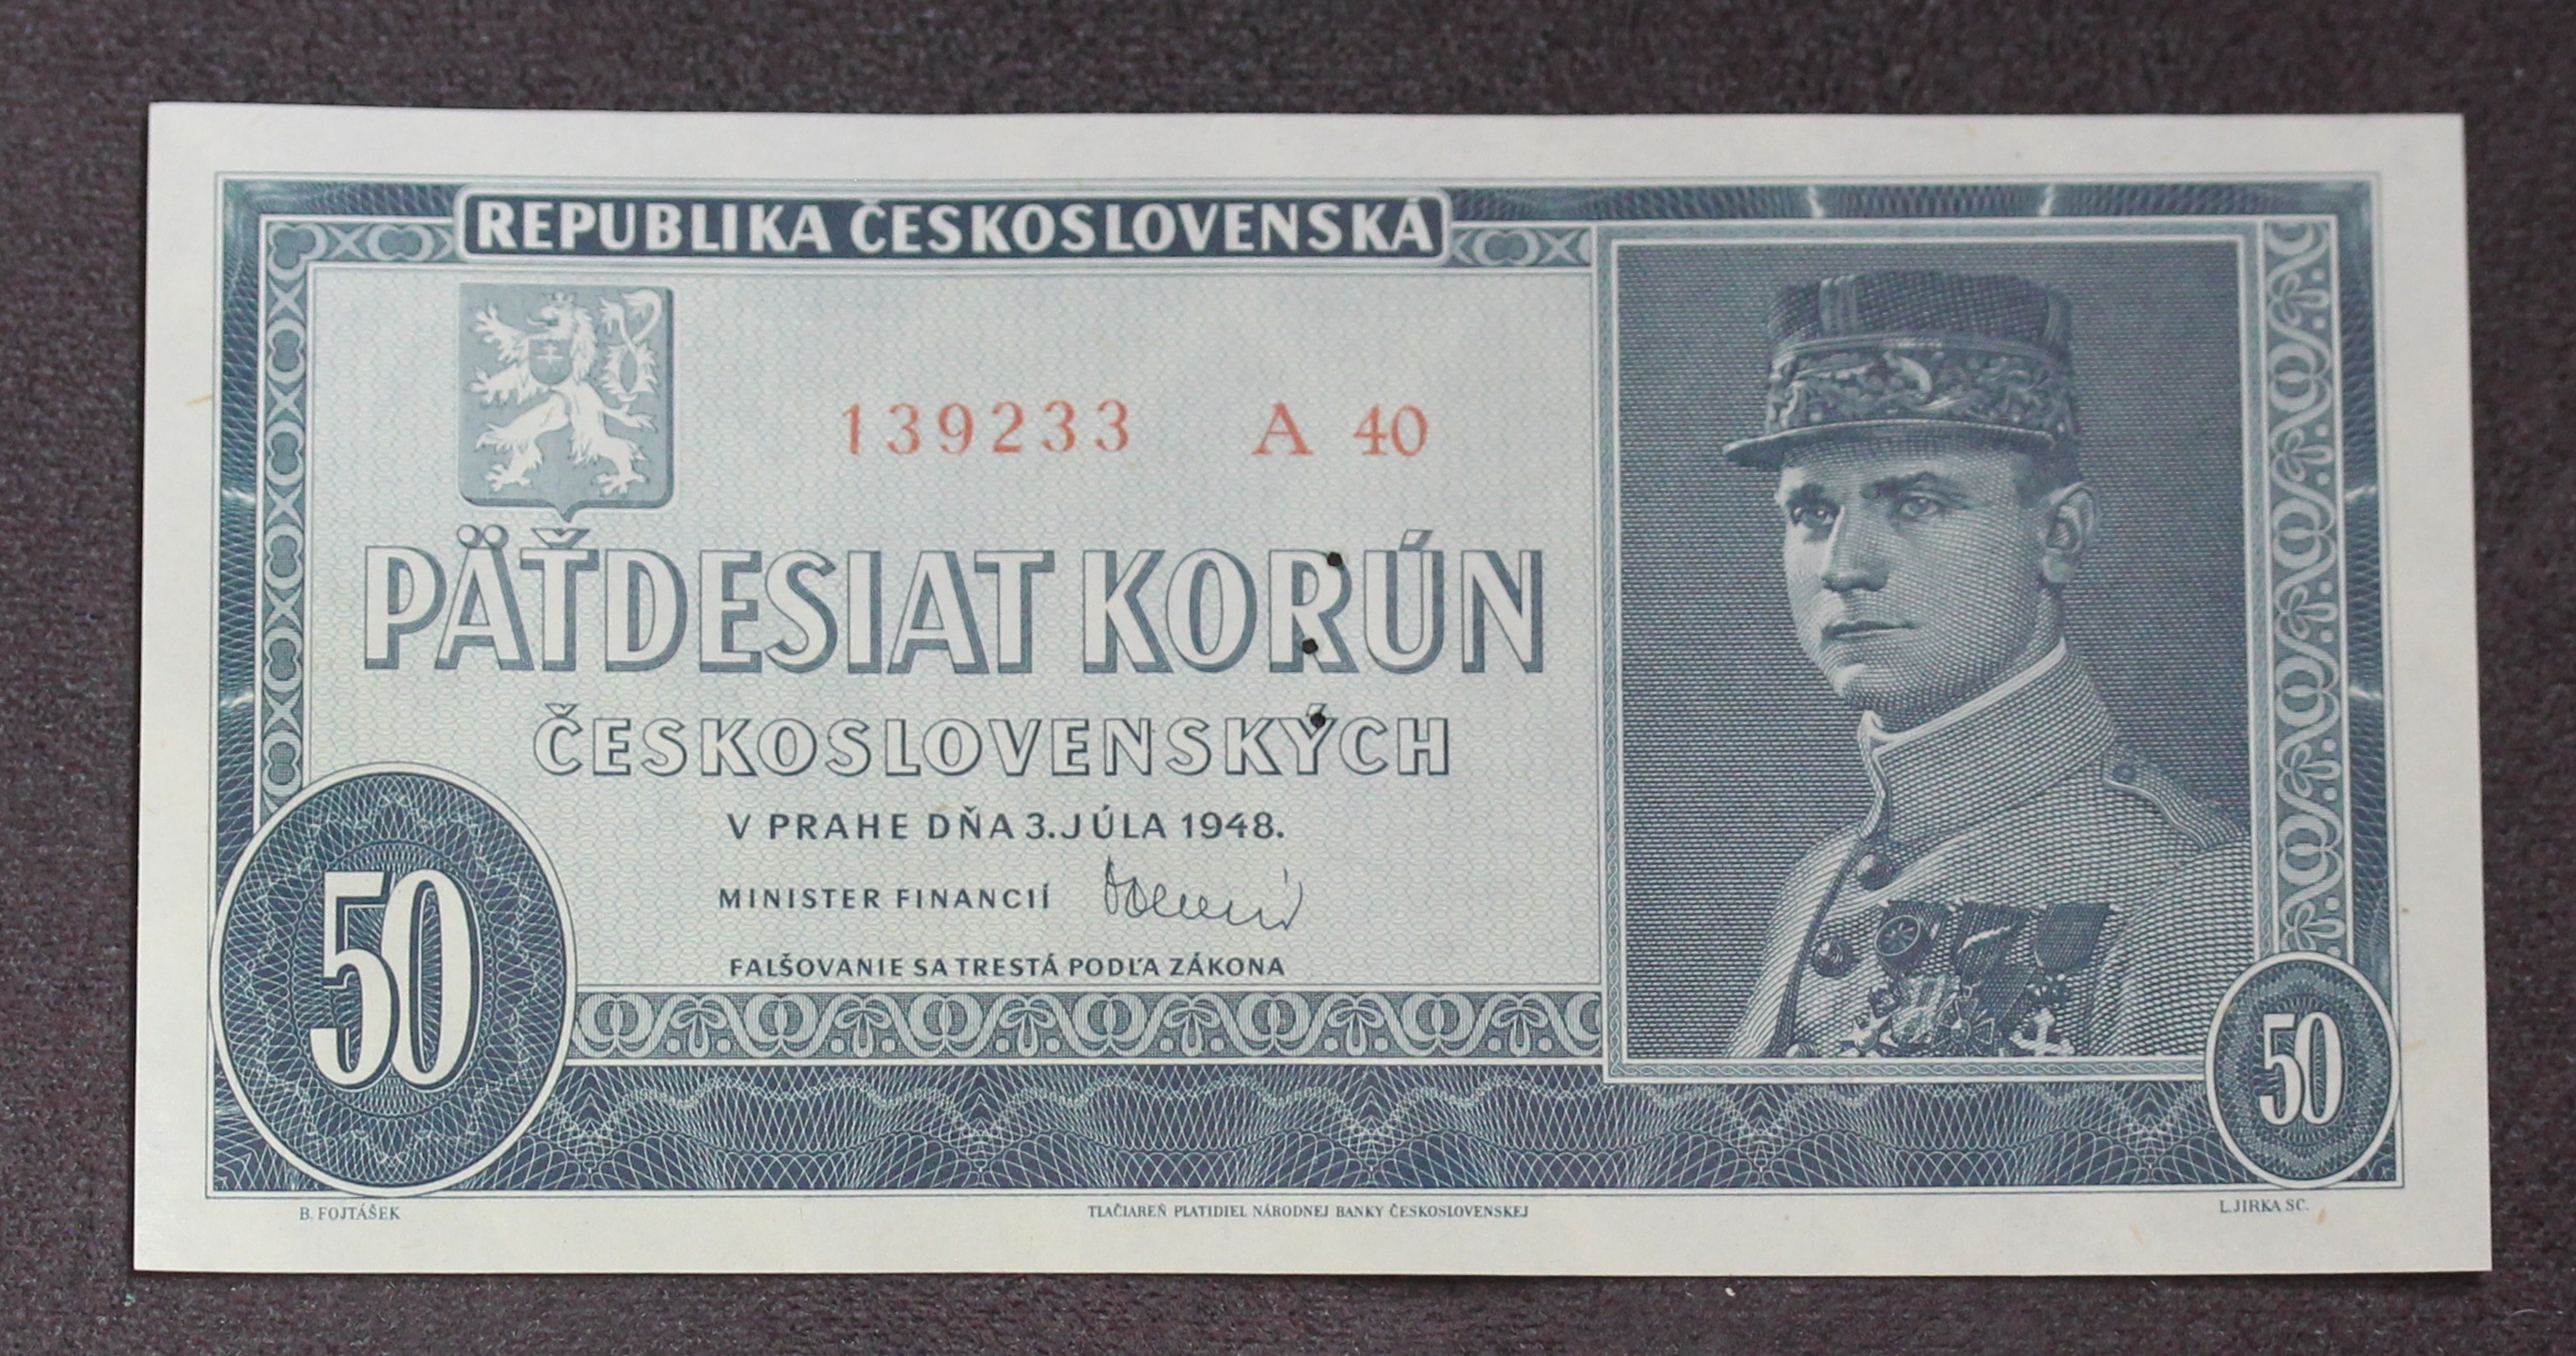 REPUBLIKA ČESKOSLOVENSKÁ
139233 A 40
PÄŤDESIAT KORÚN
ČESKOSLOVENSKÝCH
V PRAHE DŇA 3. JÚLA 1948.
MINISTER FINANCIÍ
FALŠOVANIE SA TRESTÁ PODĽA ZÁKONA
50
50
B. FOJTÁŠEK
TLAČIAREŇ PLATIDIEL NÁRODNEJ BANKY ČESKOSLOVENSKEJ
L. JIRKA SC.